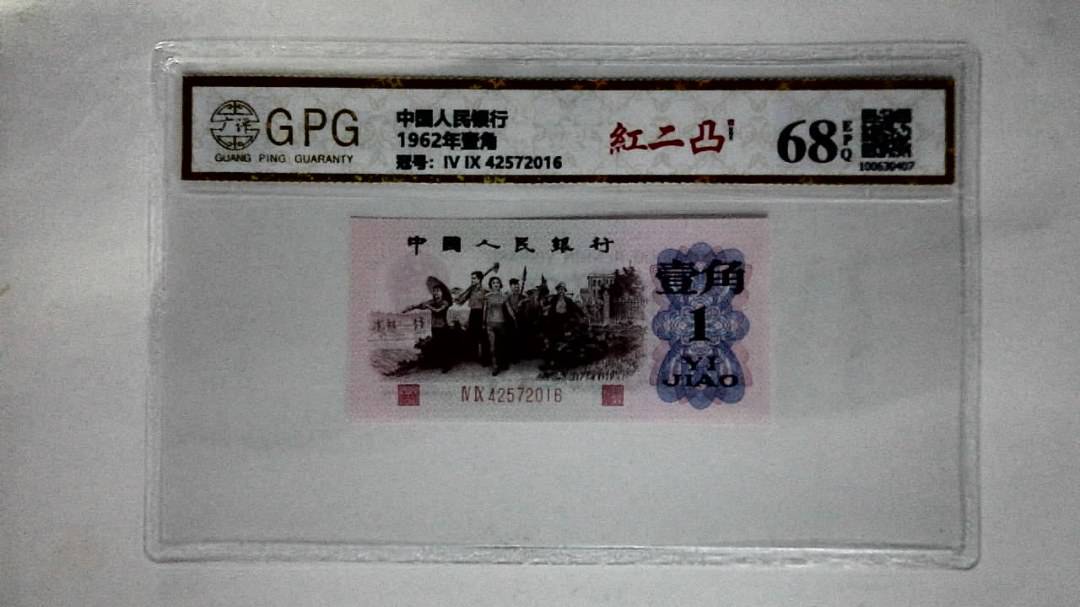 GPG
GUANG PING GUARANTY
中國人民银行
1962年壹角
冠号: IV IX 42572016
紅二凸
68
EPQ
100630407
中國人民銀行
壹角
1
YI
JIAO
IV IX 42572016